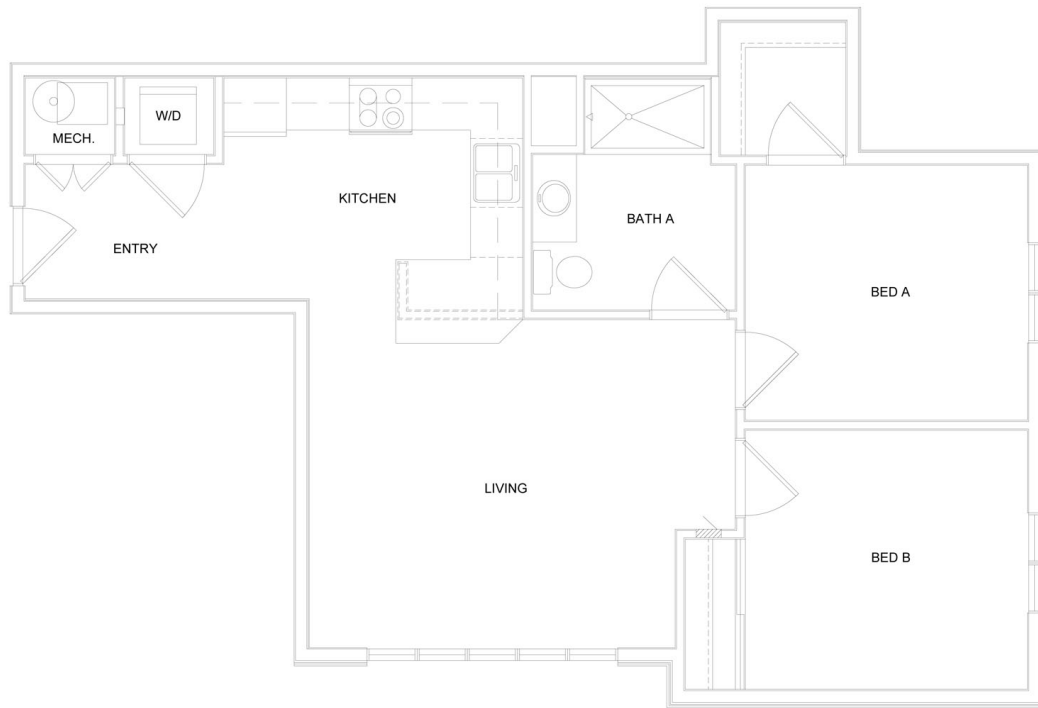 W/D
MECH.
KITCHEN
BATH A
ENTRY
BED A
LIVING
BED B